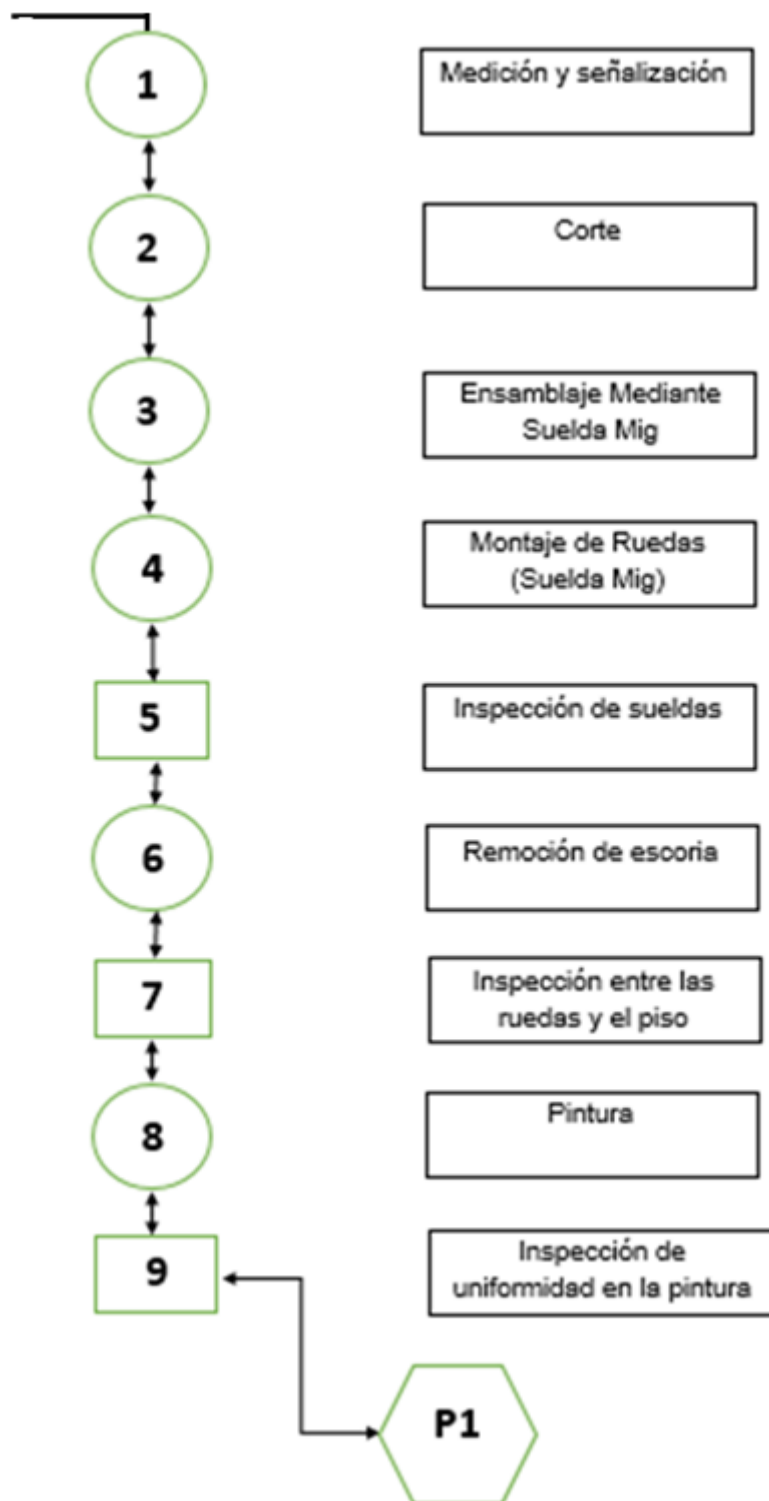 1
Medición y señalización
2
Corte
3
Ensamblaje Mediante
Suelda Mig
4
Montaje de Ruedas
(Suelda Mig)
5
Inspección de sueldas
6
Remoción de escoria
7
Inspección entre las
ruedas y el piso
8
Pintura
9
Inspección de
uniformidad en la pintura
P1